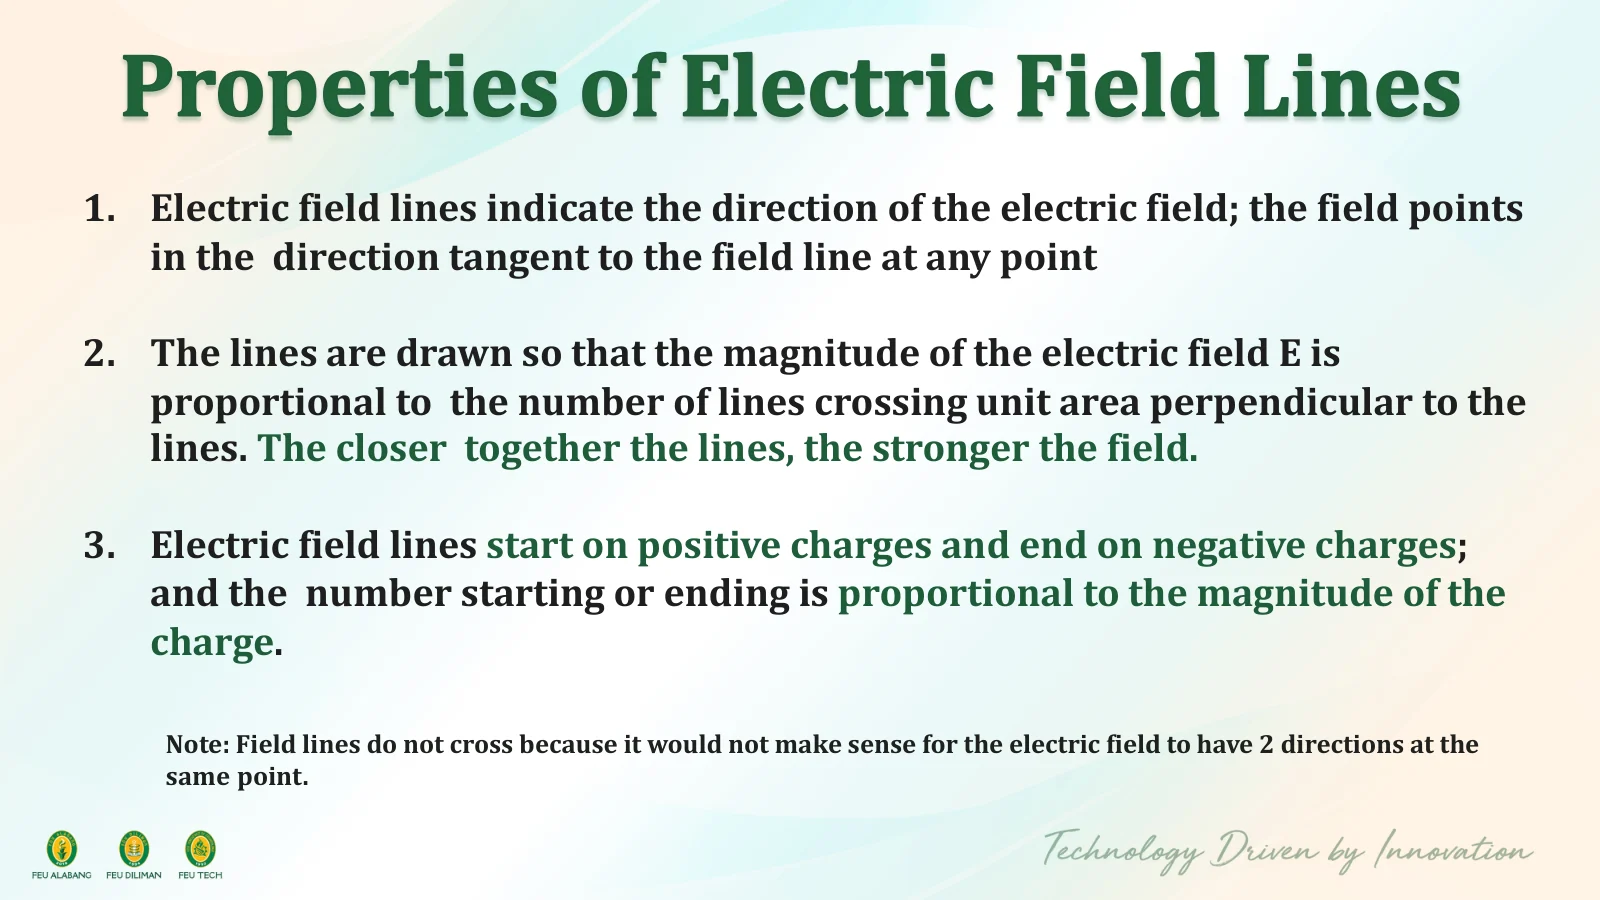 Properties of Electric Field Lines
1. Electric field lines indicate the direction of the electric field; the field points
in the  direction tangent to the field line at any point
2. The lines are drawn so that the magnitude of the electric field E is
proportional to  the number of lines crossing unit area perpendicular to the
lines. The closer  together the lines, the stronger the field.
3. Electric field lines start on positive charges and end on negative charges;
and the  number starting or ending is proportional to the magnitude of the
charge.
Note: Field lines do not cross because it would not make sense for the electric field to have 2 directions at the
same point.
FEU ALABANG FEU DILIMAN FEU TECH
Technology Driven by Innovation